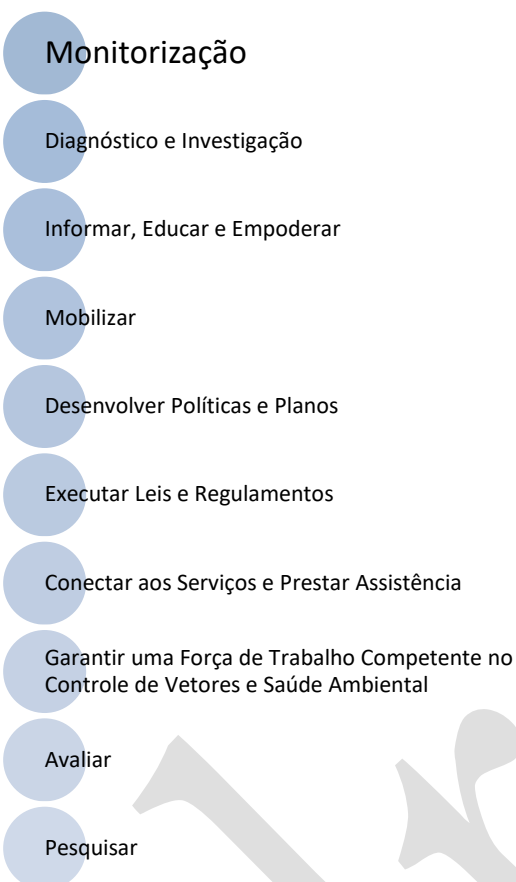 Monitorização
Diagnóstico e Investigação
Informar, Educar e Empoderar
Mobilizar
Desenvolver Políticas e Planos
Executar Leis e Regulamentos
Conectar aos Serviços e Prestar Assistência
Garantir uma Força de Trabalho Competente no
Controle de Vetores e Saúde Ambiental
Avaliar
Pesquisar